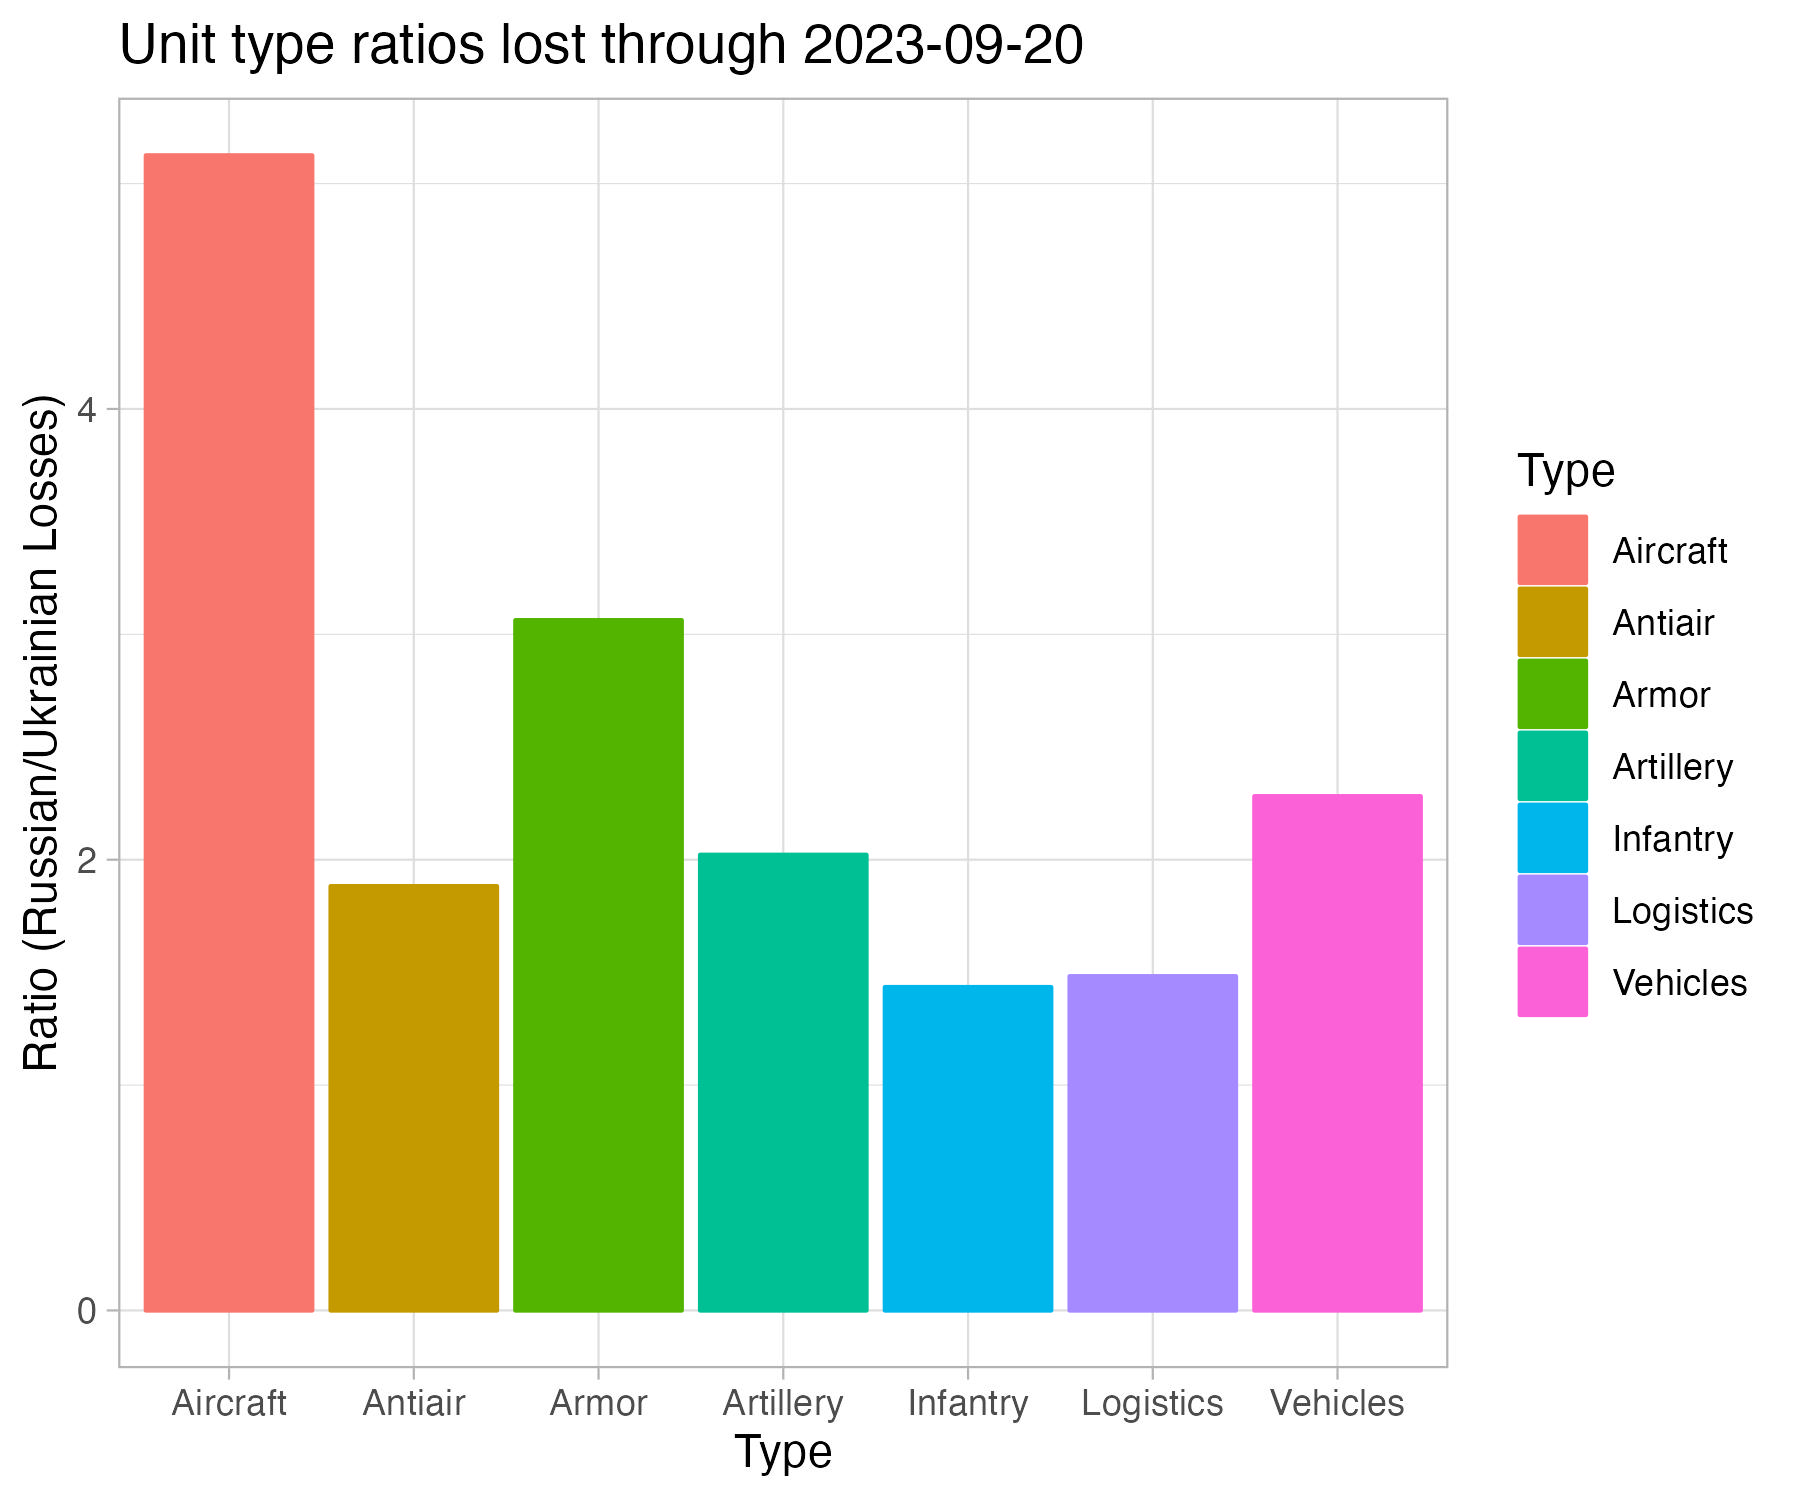 Unit type ratios lost through 2023-09-20
Ratio (Russian/Ukrainian Losses)
4
2
0
Aircraft Antiair Armor Artillery Infantry Logistics Vehicles
Type
Type
Aircraft
Antiair
Armor
Artillery
Infantry
Logistics
Vehicles